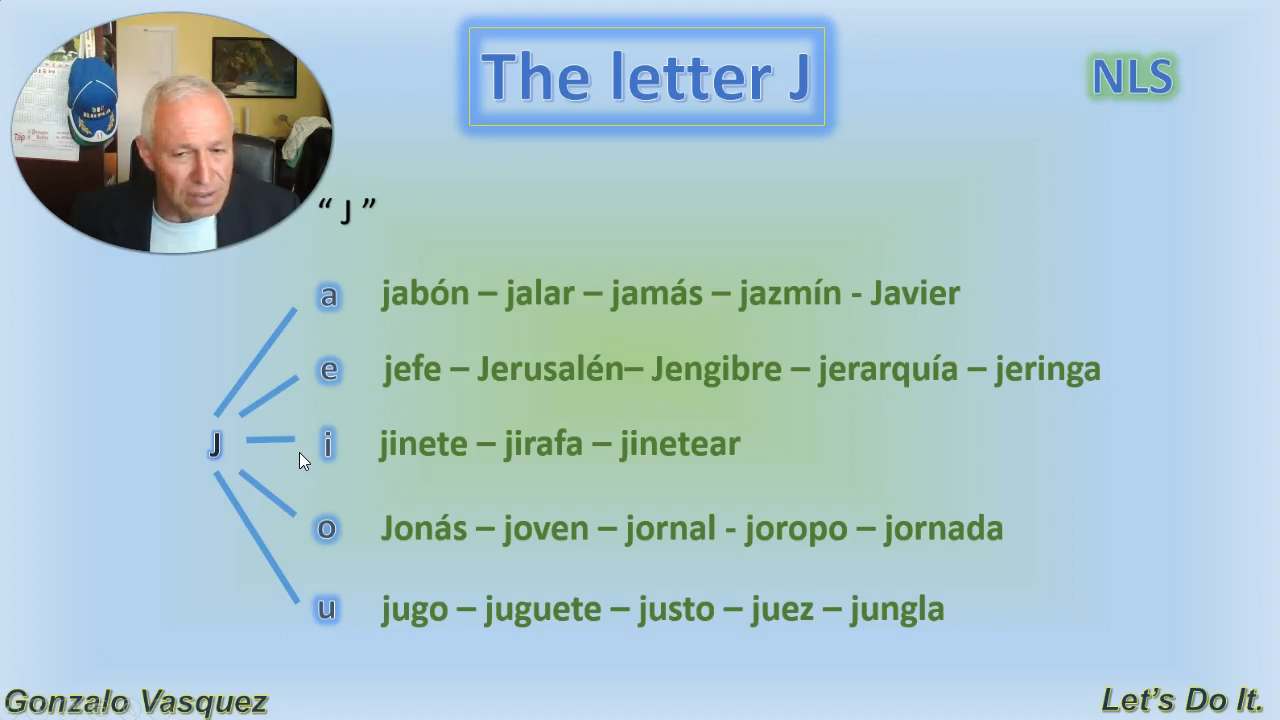 The letter J
NLS
“ J ”
a jabón – jalar – jamás – jazmín - Javier
e jefe – Jerusalén– Jengibre – jerarquía – jeringa
J i jinete – jirafa – jinetear
o Jonás – joven – jornal - joropo – jornada
u jugo – juguete – justo – juez – jungla
Gonzalo Vasquez
Let’s Do It.